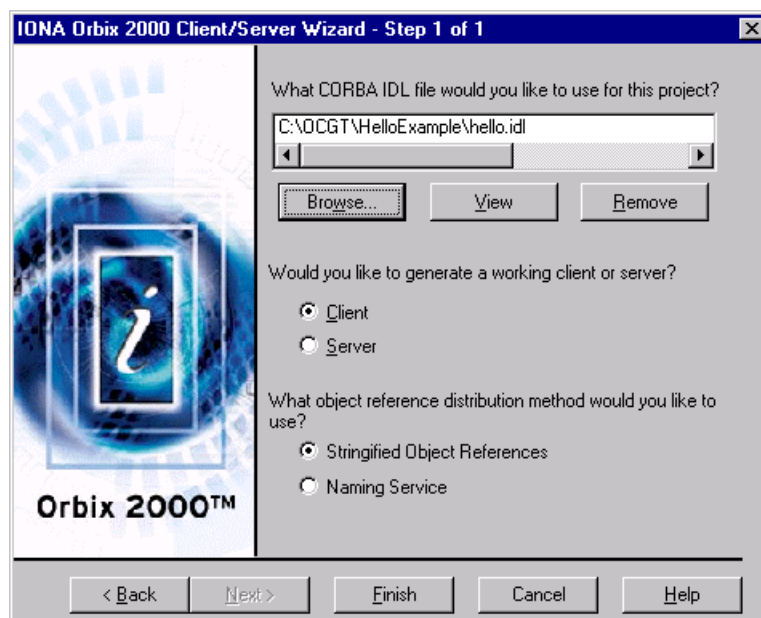 IONA Orbix 2000 Client/Server Wizard - Step 1 of 1
What CORBA IDL file would you like to use for this project?
C:\OCGT\HelloExample\hello.idl
Browse... View Remove
Would you like to generate a working client or server?
Client
Server
What object reference distribution method would you like to
use?
Stringified Object References
Naming Service
i
Orbix 2000™
< Back Next > Finish Cancel Help